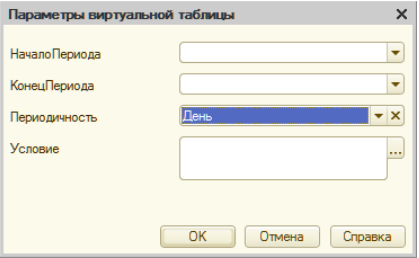 Параметры виртуальной таблицы
НачалоПериода
КонецПериода
Периодичность День
Условие
...
ОК Отмена Справка